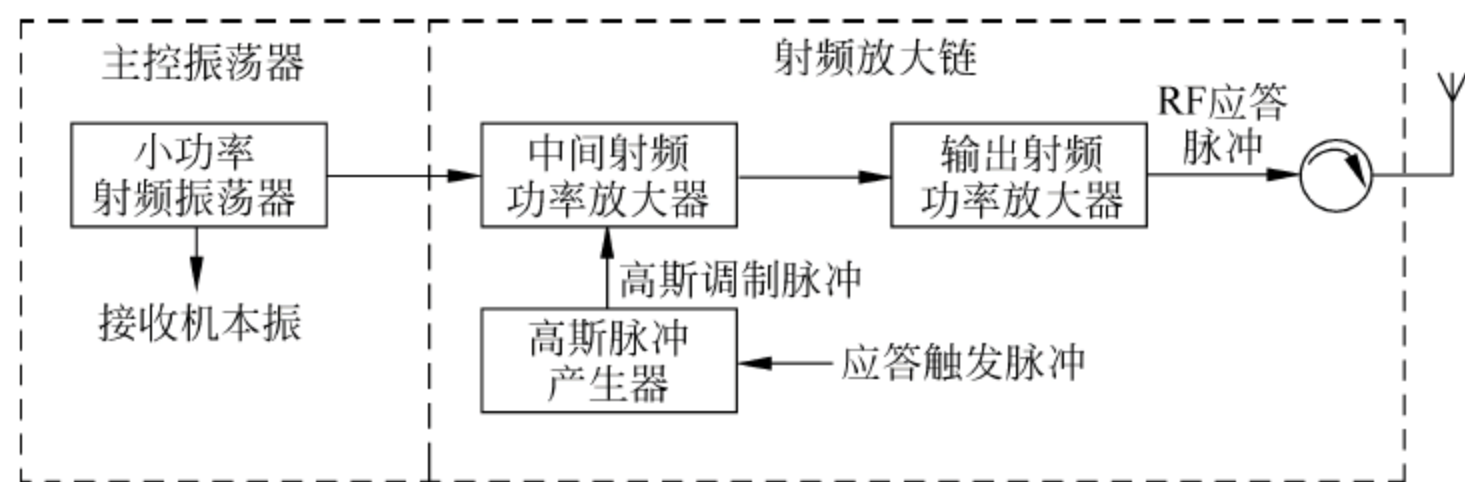 主控振荡器
射频放大链
小功率
射频振荡器
中间射频
功率放大器
输出射频
功率放大器
RF应答
脉冲
高斯调制脉冲
接收机本振
高斯脉冲
产生器
应答触发脉冲